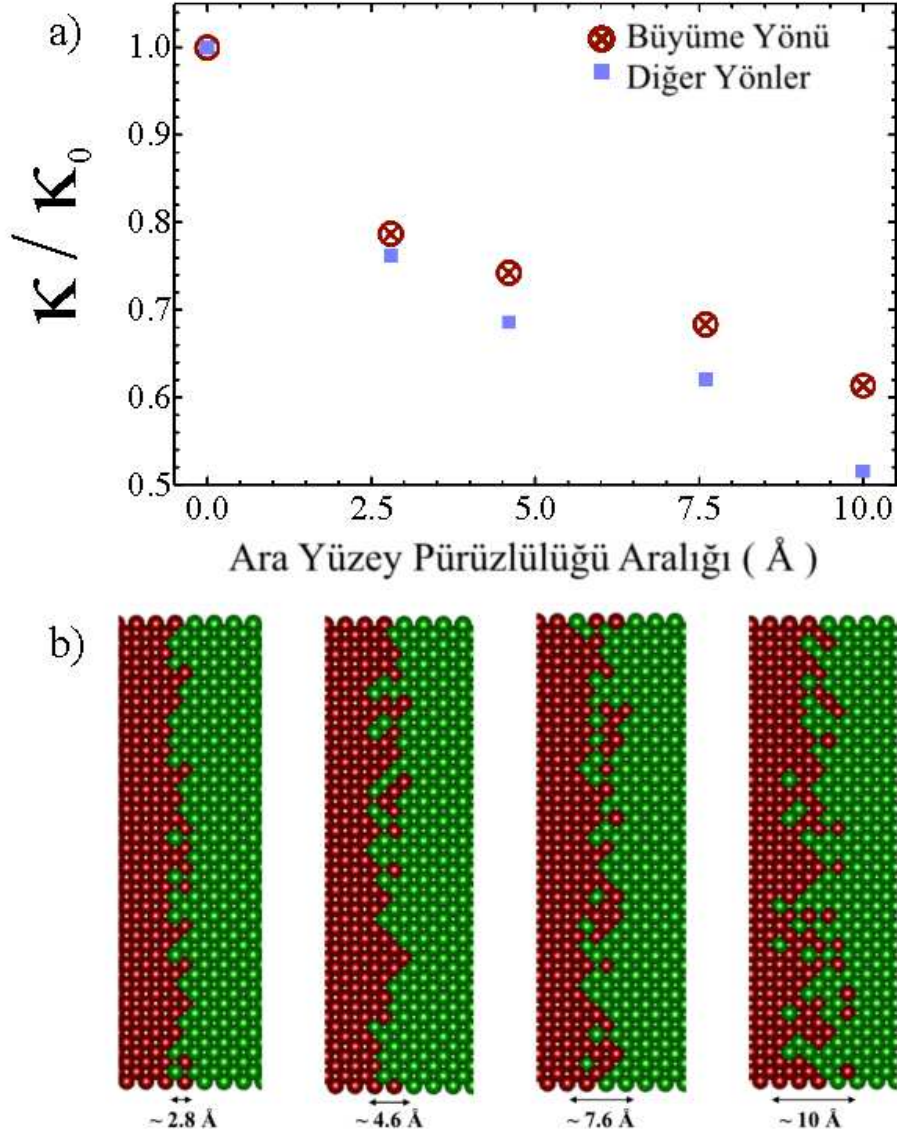 a)
Büyüme Yönü
Diğer Yönler
K / K₀
1.0
0.9
0.8
0.7
0.6
0.5
0.0 2.5 5.0 7.5 10.0
Ara Yüzey Pürüzlülüğü Aralığı ( Å )
b)
~ 2.8 Å ~ 4.6 Å ~ 7.6 Å ~ 10 Å